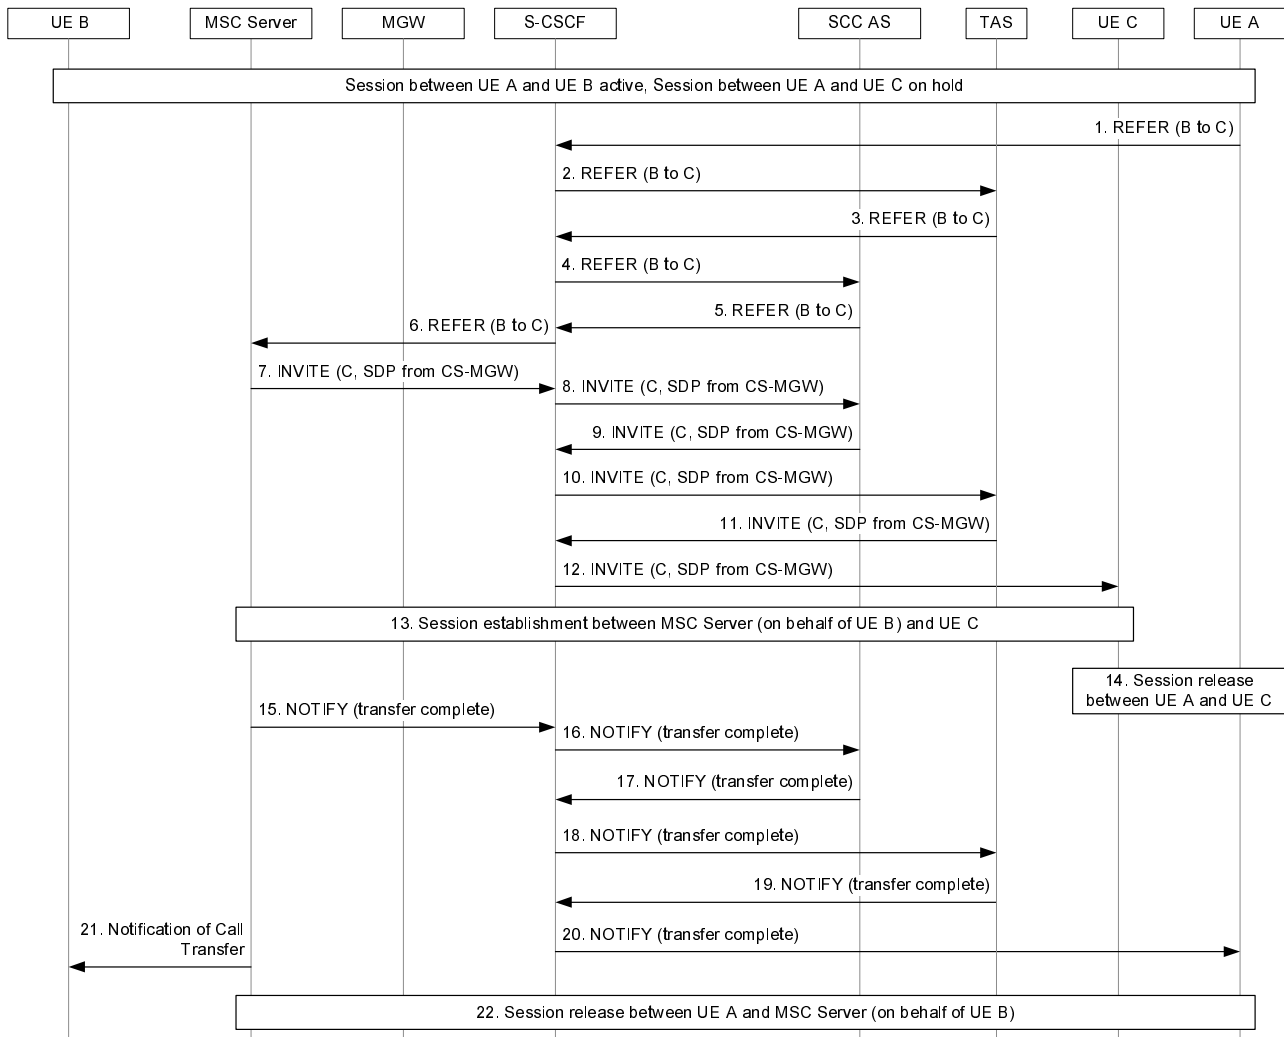 UE B
MSC Server
MGW
S-CSCF
SCC AS
TAS
UE C
UE A
Session between UE A and UE B active, Session between UE A and UE C on hold
1. REFER (B to C)
2. REFER (B to C)
3. REFER (B to C)
4. REFER (B to C)
5. REFER (B to C)
6. REFER (B to C)
7. INVITE (C, SDP from CS-MGW)
8. INVITE (C, SDP from CS-MGW)
9. INVITE (C, SDP from CS-MGW)
10. INVITE (C, SDP from CS-MGW)
11. INVITE (C, SDP from CS-MGW)
12. INVITE (C, SDP from CS-MGW)
13. Session establishment between MSC Server (on behalf of UE B) and UE C
14. Session release
between UE A and UE C
15. NOTIFY (transfer complete)
16. NOTIFY (transfer complete)
17. NOTIFY (transfer complete)
18. NOTIFY (transfer complete)
19. NOTIFY (transfer complete)
20. NOTIFY (transfer complete)
21. Notification of Call
Transfer
22. Session release between UE A and MSC Server (on behalf of UE B)